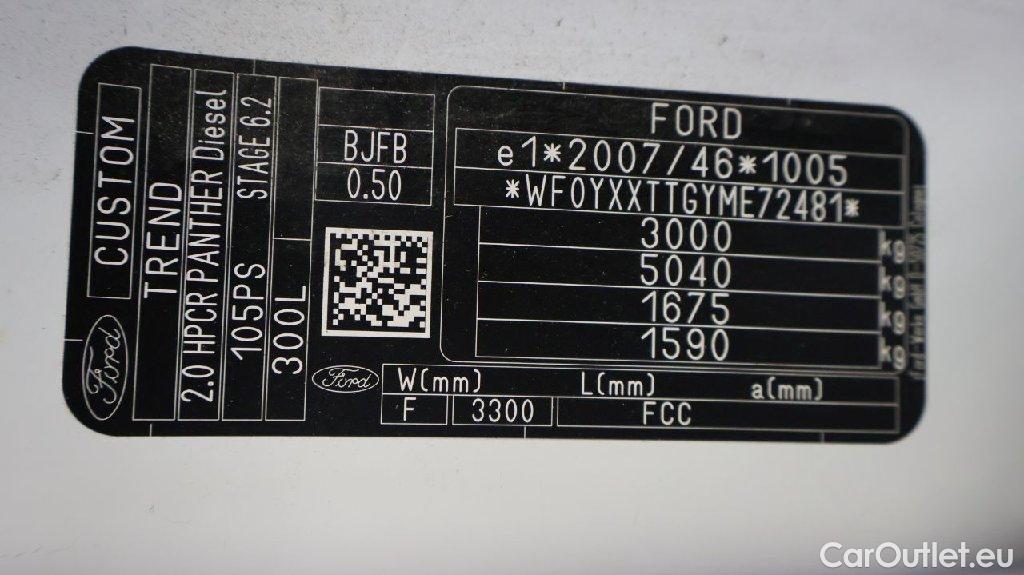 Ford
CUSTOM
TREND
2.0 HPCR PANTHER Diesel
105PS STAGE 6.2
300L
BJFB
0.50
FORD
e1*2007/46*1005
*WF0YXXTTGYME72481*
3000 kg
5040 kg
1675 kg
1590 kg
Ford
W(mm) L(mm) a(mm)
F 3300 FCC
CarOutlet.eu